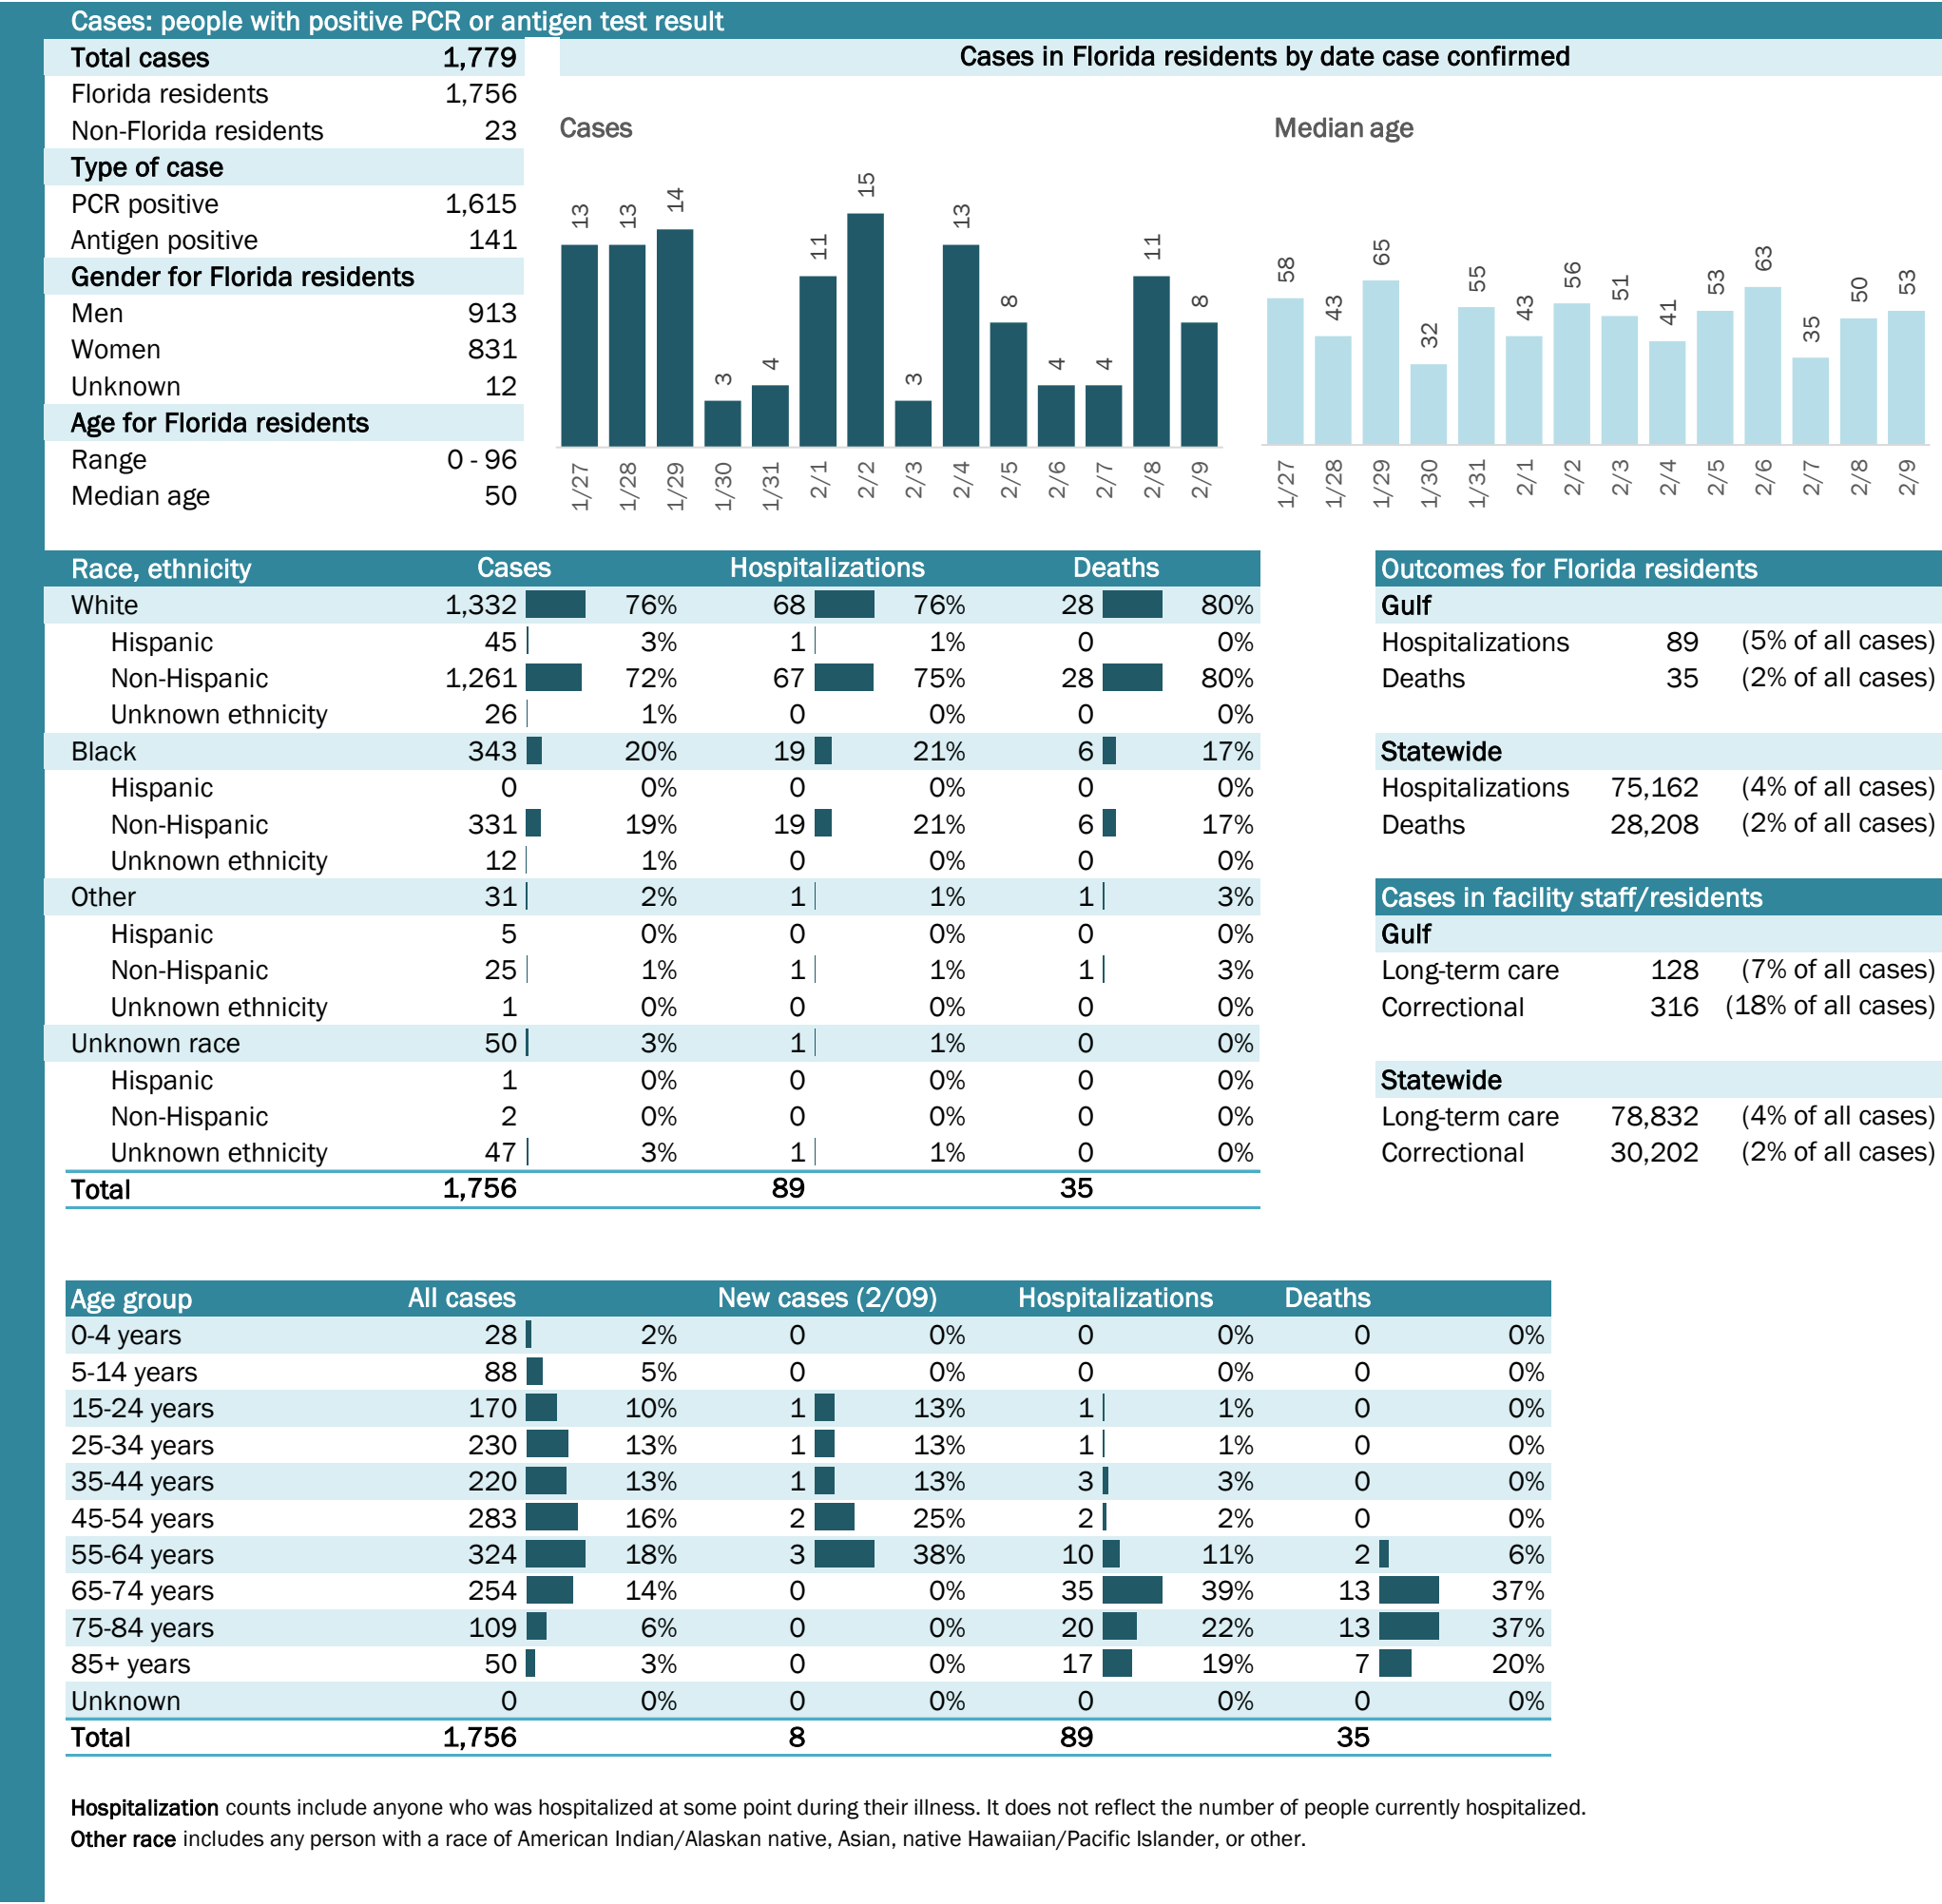 Cases: people with positive PCR or antigen test result
Total cases 1,779
Florida residents 1,756
Non-Florida residents 23
Type of case
PCR positive 1,615
Antigen positive 141
Gender for Florida residents
Men 913
Women 831
Unknown 12
Age for Florida residents
Range 0 - 96
Median age 50
Cases in Florida residents by date case confirmed
Cases
13 13 14 3 4 11 15 3 13 8 4 4 11 8
1/27 1/28 1/29 1/30 1/31 2/1 2/2 2/3 2/4 2/5 2/6 2/7 2/8 2/9
Median age
58 43 65 32 55 43 56 51 41 53 63 35 50 53
1/27 1/28 1/29 1/30 1/31 2/1 2/2 2/3 2/4 2/5 2/6 2/7 2/8 2/9
Race, ethnicity Cases Hospitalizations Deaths
White 1,332 76% 68 76% 28 80%
Hispanic 45 3% 1 1% 0 0%
Non-Hispanic 1,261 72% 67 75% 28 80%
Unknown ethnicity 26 1% 0 0% 0 0%
Black 343 20% 19 21% 6 17%
Hispanic 0 0% 0 0% 0 0%
Non-Hispanic 331 19% 19 21% 6 17%
Unknown ethnicity 12 1% 0 0% 0 0%
Other 31 2% 1 1% 1 3%
Hispanic 5 0% 0 0% 0 0%
Non-Hispanic 25 1% 1 1% 1 3%
Unknown ethnicity 1 0% 0 0% 0 0%
Unknown race 50 3% 1 1% 0 0%
Hispanic 1 0% 0 0% 0 0%
Non-Hispanic 2 0% 0 0% 0 0%
Unknown ethnicity 47 3% 1 1% 0 0%
Total 1,756 89 35
Outcomes for Florida residents
Gulf
Hospitalizations 89 (5% of all cases)
Deaths 35 (2% of all cases)
Statewide
Hospitalizations 75,162 (4% of all cases)
Deaths 28,208 (2% of all cases)
Cases in facility staff/residents
Gulf
Long-term care 128 (7% of all cases)
Correctional 316 (18% of all cases)
Statewide
Long-term care 78,832 (4% of all cases)
Correctional 30,202 (2% of all cases)
Age group All cases New cases (2/09) Hospitalizations Deaths
0-4 years 28 2% 0 0% 0 0% 0 0%
5-14 years 88 5% 0 0% 0 0% 0 0%
15-24 years 170 10% 1 13% 1 1% 0 0%
25-34 years 230 13% 1 13% 1 1% 0 0%
35-44 years 220 13% 1 13% 3 3% 0 0%
45-54 years 283 16% 2 25% 2 2% 0 0%
55-64 years 324 18% 3 38% 10 11% 2 6%
65-74 years 254 14% 0 0% 35 39% 13 37%
75-84 years 109 6% 0 0% 20 22% 13 37%
85+ years 50 3% 0 0% 17 19% 7 20%
Unknown 0 0% 0 0% 0 0% 0 0%
Total 1,756 8 89 35
Hospitalization counts include anyone who was hospitalized at some point during their illness. It does not reflect the number of people currently hospitalized.
Other race includes any person with a race of American Indian/Alaskan native, Asian, native Hawaiian/Pacific Islander, or other.